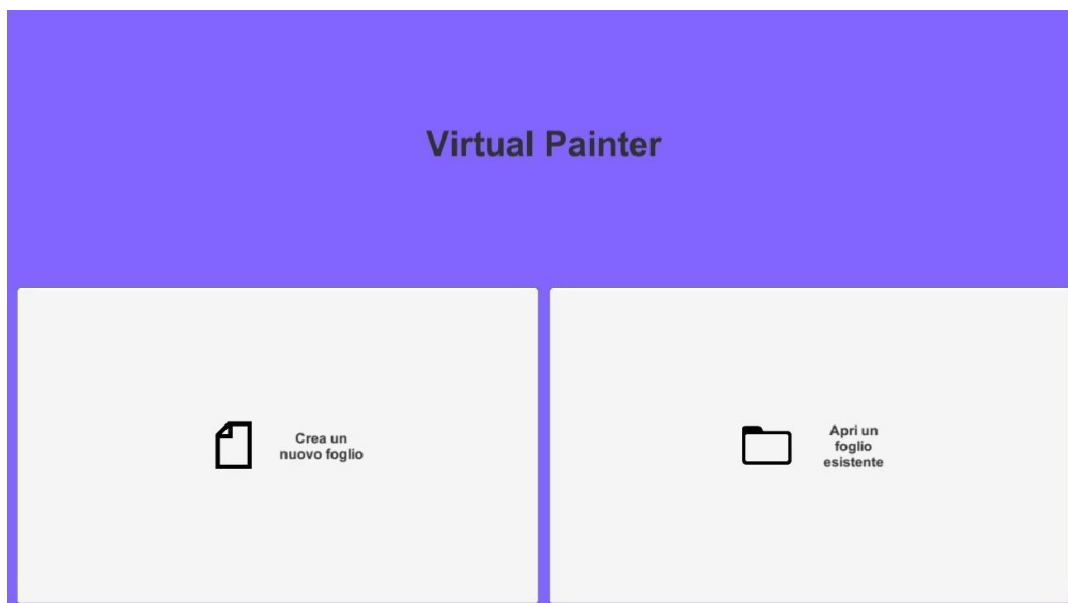 Virtual Painter
Crea un
nuovo foglio
Apri un
foglio
esistente